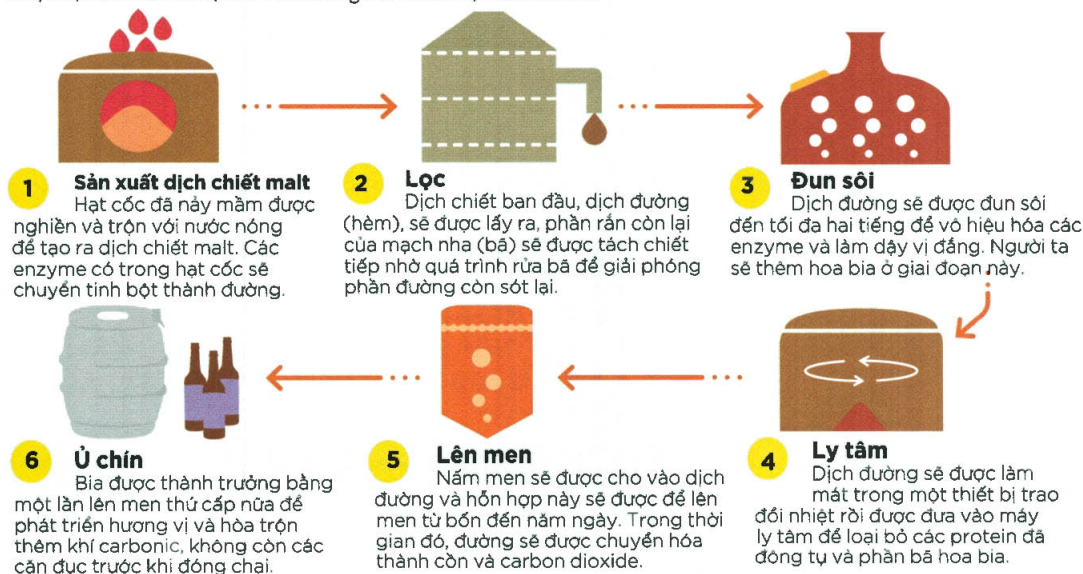 1
Sản xuất dịch chiết malt
Hạt cốc đã nảy mầm được
nghiền và trộn với nước nóng
để tạo ra dịch chiết malt. Các
enzyme có trong hạt cốc sẽ
chuyển tinh bột thành đường.
2
Lọc
Dịch chiết ban đầu, dịch đường
(hèm), sẽ được lấy ra, phần rắn còn lại
của mạch nha (bã) sẽ được tách chiết
tiếp nhờ quá trình rửa bã để giải phóng
phần đường còn sót lại.
3
Đun sôi
Dịch đường sẽ được đun sôi
đến tối đa hai tiếng để vô hiệu hóa các
enzyme và làm dậy vị đắng. Người ta
sẽ thêm hoa bia ở giai đoạn này.
4
Ly tâm
Dịch đường sẽ được làm
mát trong một thiết bị trao
đổi nhiệt rồi được đưa vào máy
ly tâm để loại bỏ các protein đã
đông tụ và phần bã hoa bia.
5
Lên men
Nấm men sẽ được cho vào dịch
đường và hỗn hợp này sẽ được để lên
men từ bốn đến năm ngày. Trong thời
gian đó, đường sẽ được chuyển hóa
thành cồn và carbon dioxide.
6
Ủ chín
Bia được thành trưởng bằng
một lần lên men thứ cấp nữa để
phát triển hương vị và hòa trộn
thêm khí carbonic, không còn các
cặn đục trước khi đóng chai.